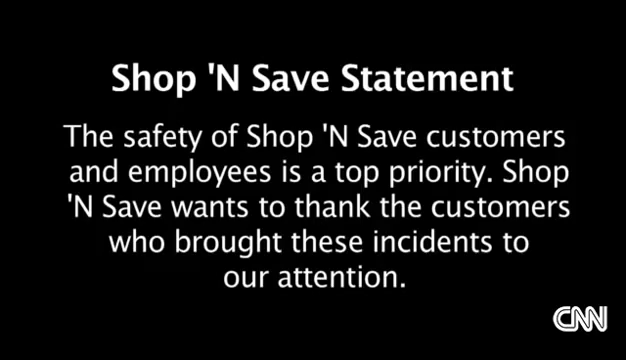 Shop 'N Save Statement
The safety of Shop 'N Save customers
and employees is a top priority. Shop
'N Save wants to thank the customers
who brought these incidents to
our attention.
CNN